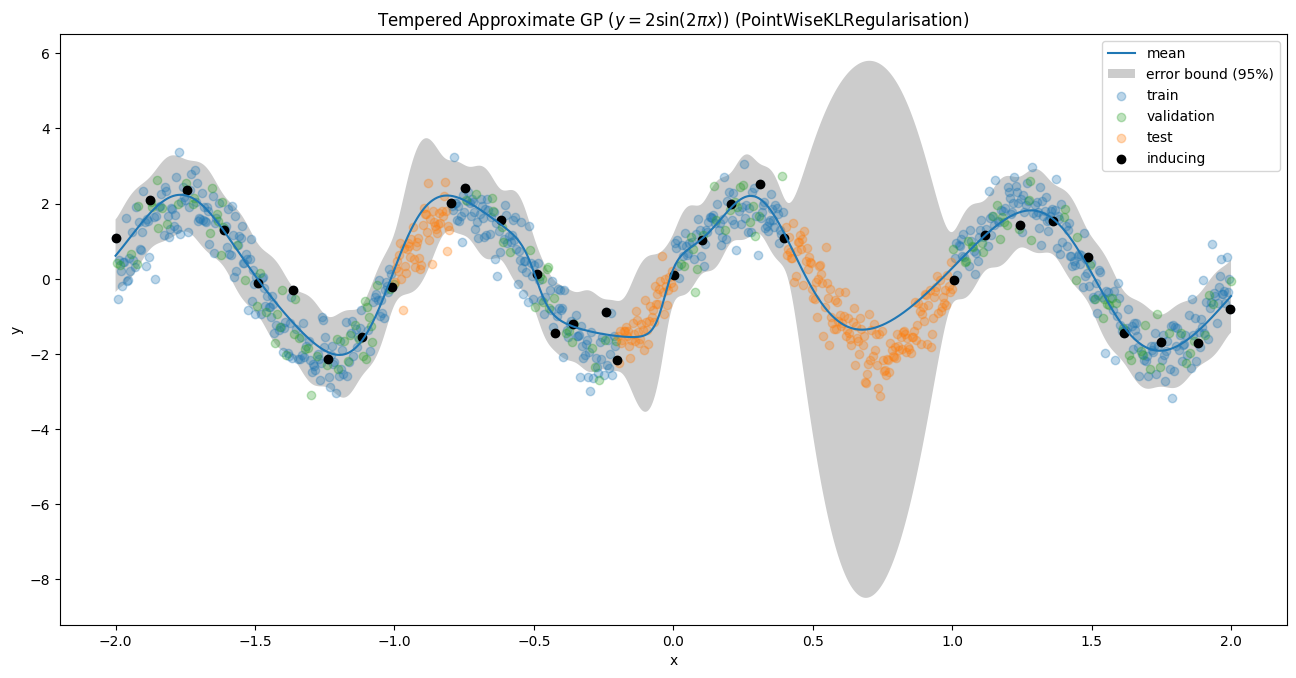 Tempered Approximate GP (y = 2sin(2πx)) (PointWiseKLRegularisation)
mean
error bound (95%)
train
validation
test
inducing
6
4
2
0
−2
−4
−6
−8
y
−2.0 −1.5 −1.0 −0.5 0.0 0.5 1.0 1.5 2.0
x